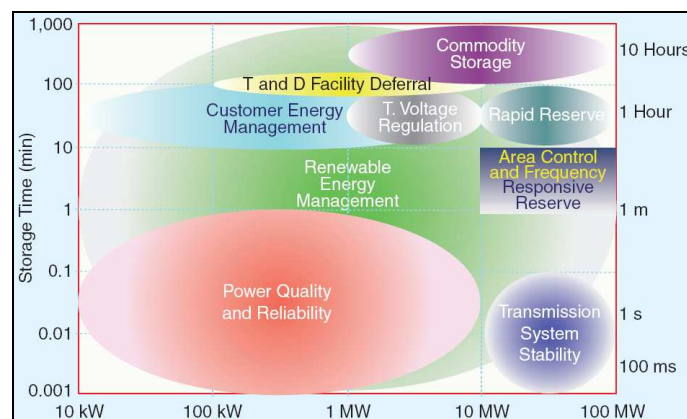 1,000
Commodity
Storage
10 Hours
T and D Facility Deferral
100
Customer Energy
Management
T. Voltage
Regulation
Rapid Reserve
1 Hour
10
Renewable
Energy
Management
Area Control
and Frequency
Responsive
Reserve
1
1 m
Storage Time (min)
0.1
Power Quality
and Reliability
Transmission
System
Stability
1 s
0.01
100 ms
0.001
10 kW
100 kW
1 MW
10 MW
100 MW